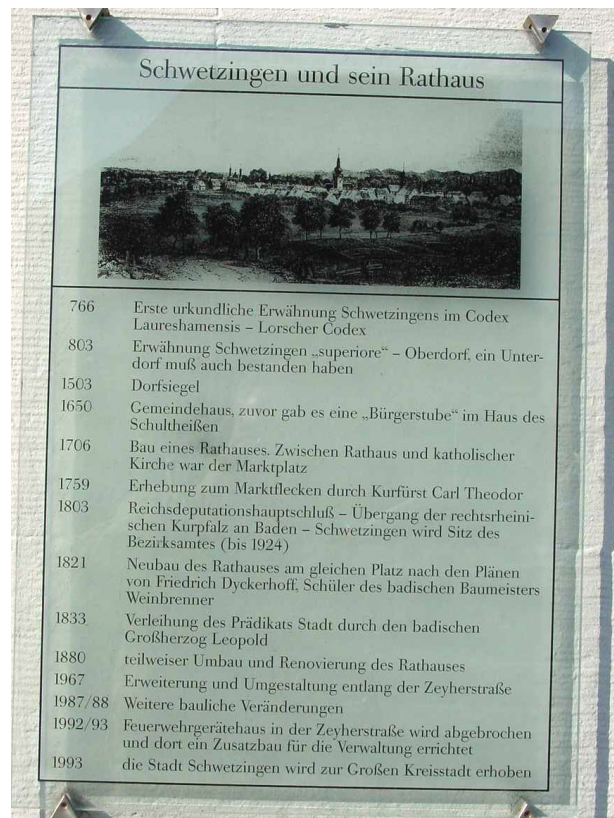 Schwetzingen und sein Rathaus
766 Erste urkundliche Erwähnung Schwetzingens im Codex
Laureshamensis – Lorscher Codex
803 Erwähnung Schwetzingen „superiore“ – Oberdorf, ein Unter-
dorf muß auch bestanden haben
1503 Dorfsiegel
1650 Gemeindehaus, zuvor gab es eine „Bürgerstube“ im Haus des
Schultheißen
1706 Bau eines Rathauses. Zwischen Rathaus und katholischer
Kirche war der Marktplatz
1759 Erhebung zum Marktflecken durch Kurfürst Carl Theodor
1803 Reichsdeputationshauptschluß – Übergang der rechtsrheini-
schen Kurpfalz an Baden – Schwetzingen wird Sitz des
Bezirksamtes (bis 1924)
1821 Neubau des Rathauses am gleichen Platz nach den Plänen
von Friedrich Dyckerhoff, Schüler des badischen Baumeisters
Weinbrenner
1833 Verleihung des Prädikats Stadt durch den badischen
Großherzog Leopold
1880 teilweiser Umbau und Renovierung des Rathauses
1967 Erweiterung und Umgestaltung entlang der Zeyherstraße
1987/88 Weitere bauliche Veränderungen
1992/93 Feuerwehrgerätehaus in der Zeyherstraße wird abgebrochen
und dort ein Zusatzbau für die Verwaltung errichtet
1993 die Stadt Schwetzingen wird zur Großen Kreisstadt erhoben